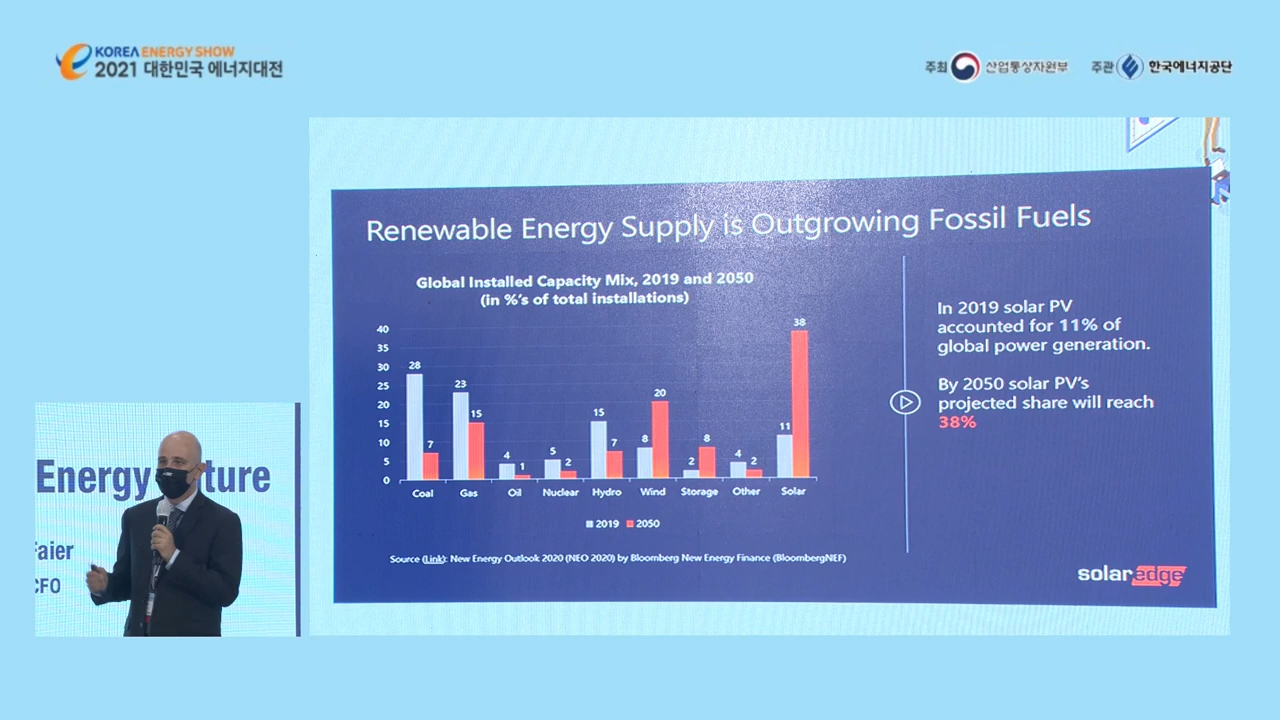 KOREA ENERGY SHOW
2021 대한민국 에너지대전
주최 산업통상자원부 주관 한국에너지공단
Renewable Energy Supply is Outgrowing Fossil Fuels
Global Installed Capacity Mix, 2019 and 2050
(in %'s of total installations)
40
35
30
25
20
15
10
5
0
28 7
23 15
4 1
5 2
15 7
8 20
2 8
4 2
11 38
Coal Gas Oil Nuclear Hydro Wind Storage Other Solar
2019 2050
Source (Link): New Energy Outlook 2020 (NEO 2020) by Bloomberg New Energy Finance (BloombergNEF)
In 2019 solar PV
accounted for 11% of
global power generation.
By 2050 solar PV's
projected share will reach
38%
solaredge
Energy ture
Faier
CFO